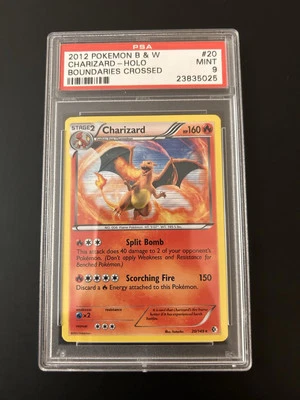 PSA
2012 POKEMON B & W #20
CHARIZARD - HOLO MINT
BOUNDARIES CROSSED 9
23835025
STAGE 2 Charizard HP160
Split Bomb
This attack does 40 damage to 2 of your opponent's
Pokémon. (Don't apply Weakness and Resistance for
Benched Pokémon.)
Scorching Fire 150
Discard a Energy attached to this Pokémon.
×2